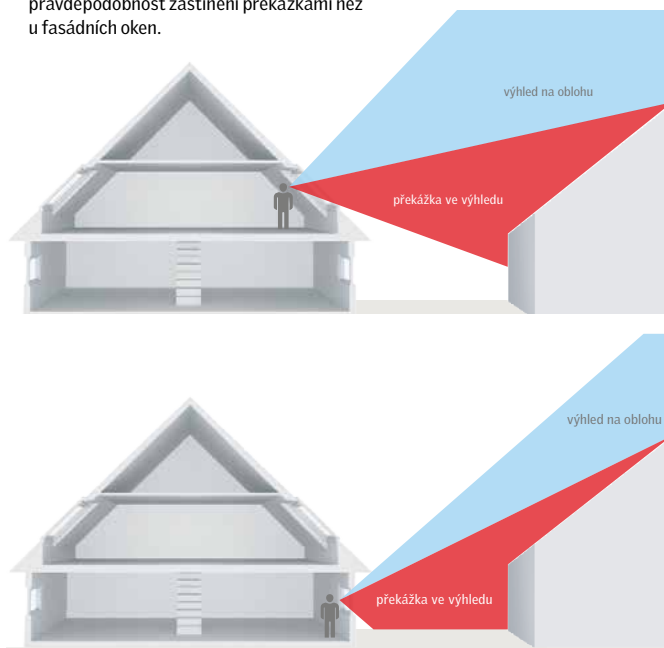 pravděpodobnost zastínění překážkami než
u fasádních oken.
výhled na oblohu
překážka ve výhledu
výhled na oblohu
překážka ve výhledu